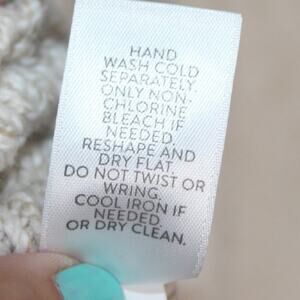 HAND
WASH COLD
SEPARATELY.
ONLY NON-
CHLORINE
BLEACH IF
NEEDED.
RESHAPE AND
DRY FLAT.
DO NOT TWIST OR
WRING.
COOL IRON IF
NEEDED
OR DRY CLEAN.